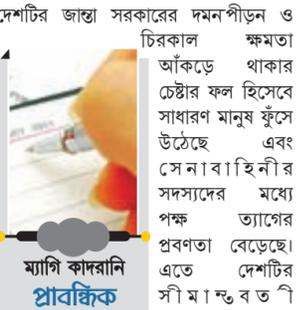 দেশটির জান্তা সরকারের দমনপীড়ন ও
চিরকাল ক্ষমতা
আঁকড়ে থাকার
চেষ্টার ফল হিসেবে
সাধারণ মানুষ ফুঁসে
উঠেছে এবং
সেনাবাহিনীর
সদস্যদের মধ্যে
পক্ষ ত্যাগের
প্রবণতা বেড়েছে।
এতে দেশটির
সীমান্তবর্তী
ম্যাগি কাদরানি
প্রাবন্ধিক